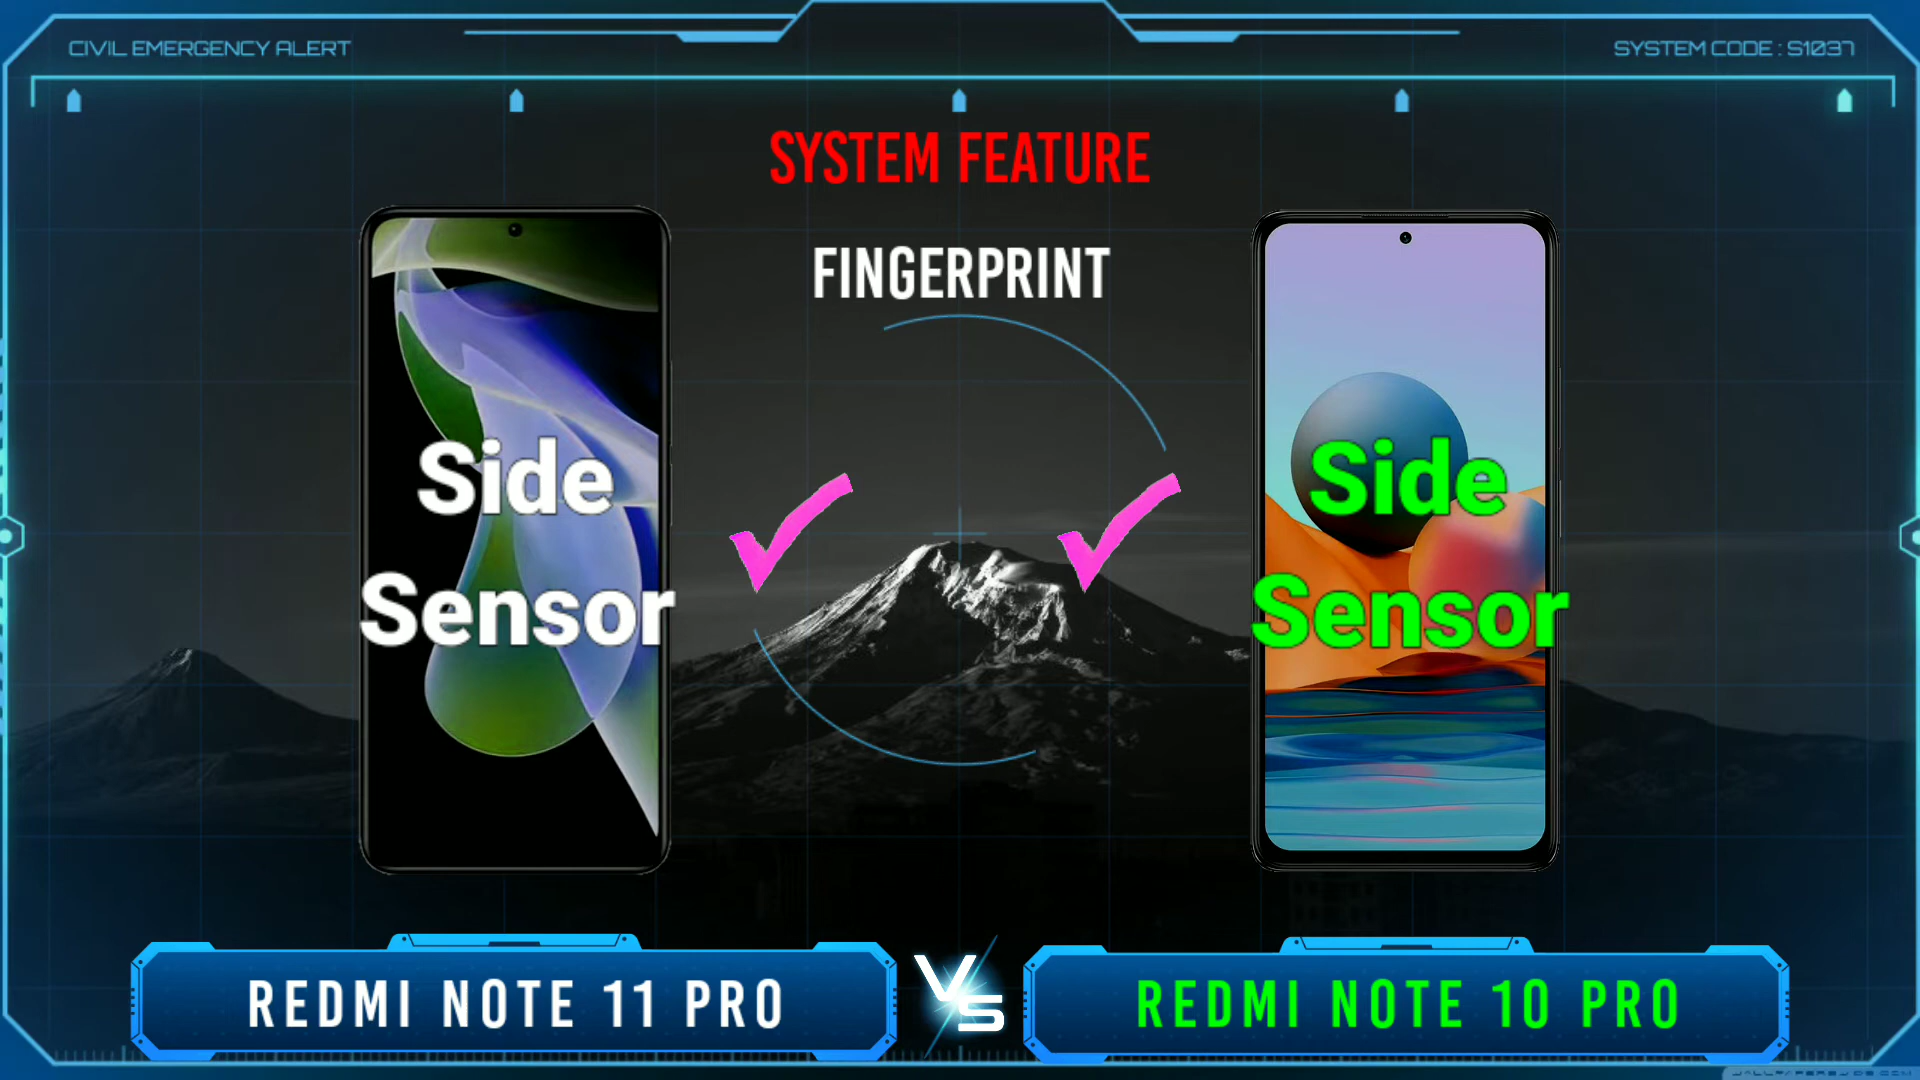 CIVIL EMERGENCY ALERT
SYSTEM CODE : S1037
SYSTEM FEATURE
FINGERPRINT
Side
Sensor
Side
Sensor
REDMI NOTE 11 PRO
VS
REDMI NOTE 10 PRO